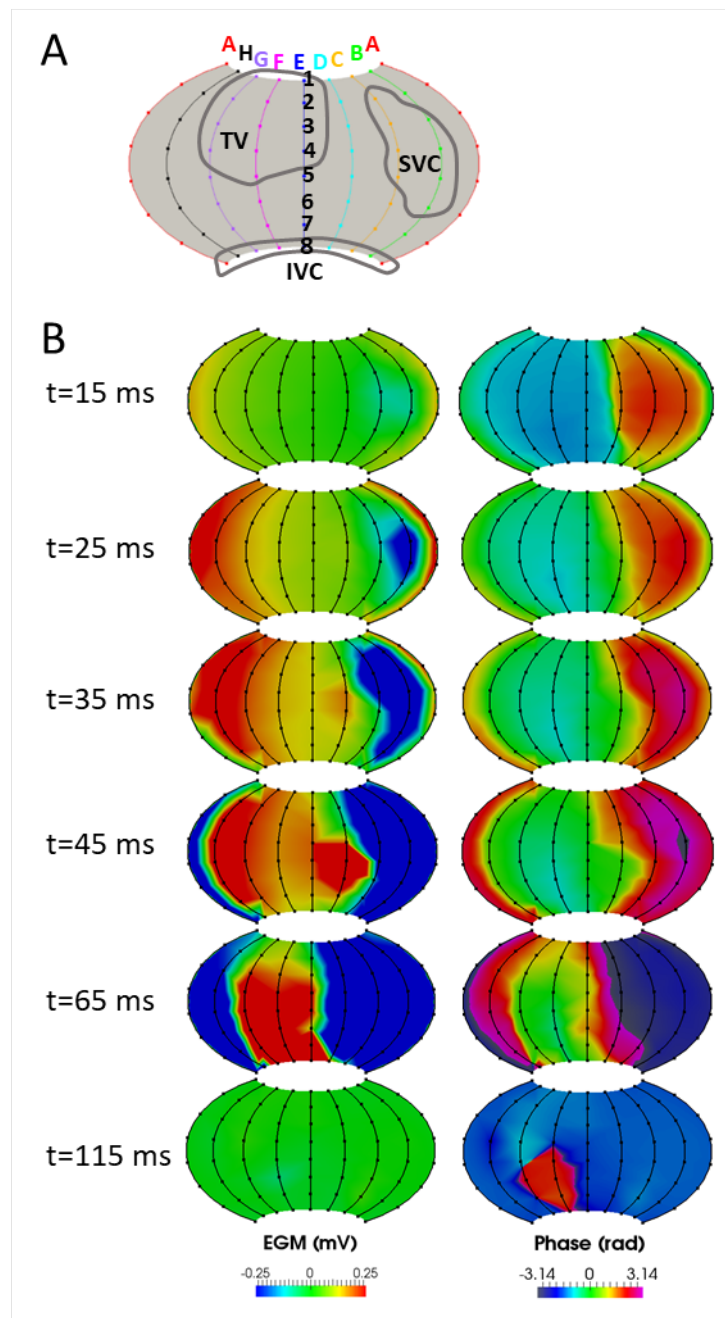 A
A H G F E D C B A
1
2
3
TV
4
SVC
5
6
7
8
IVC
B
t=15 ms
t=25 ms
t=35 ms
t=45 ms
t=65 ms
t=115 ms
EGM (mV) Phase (rad)
-0.25 0.25 -3.14 0 3.14